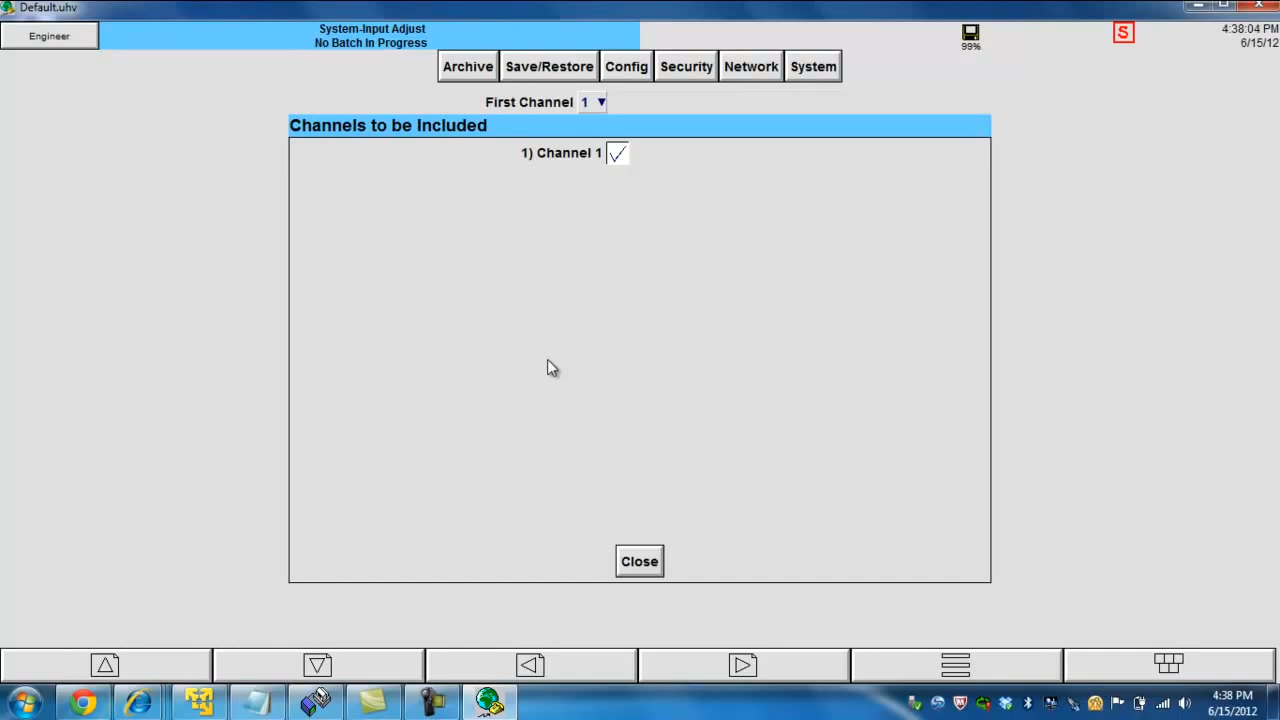 Default.uhv
Engineer
System-Input Adjust
No Batch In Progress
99%
S
4:38:04 PM
6/15/12
Archive Save/Restore Config Security Network System
First Channel 1
Channels to be Included
1) Channel 1
Close
4:38 PM
6/15/2012